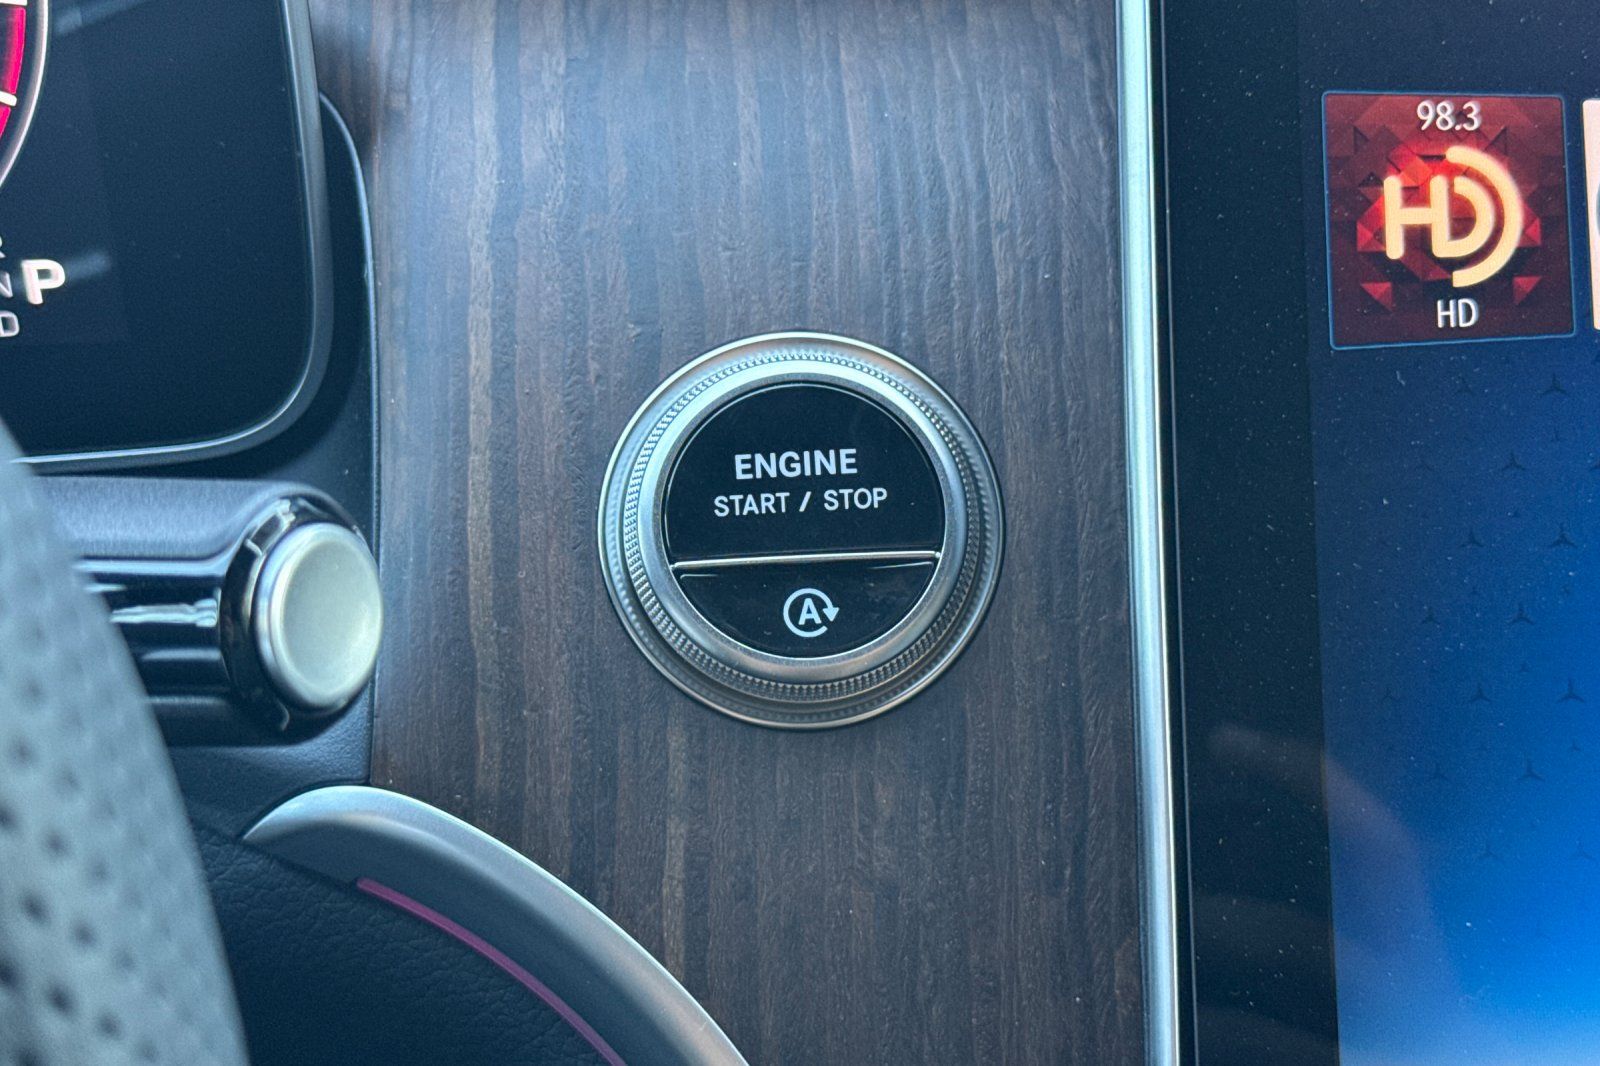 98.3
HD
HD
P
N
D
ENGINE
START / STOP
A